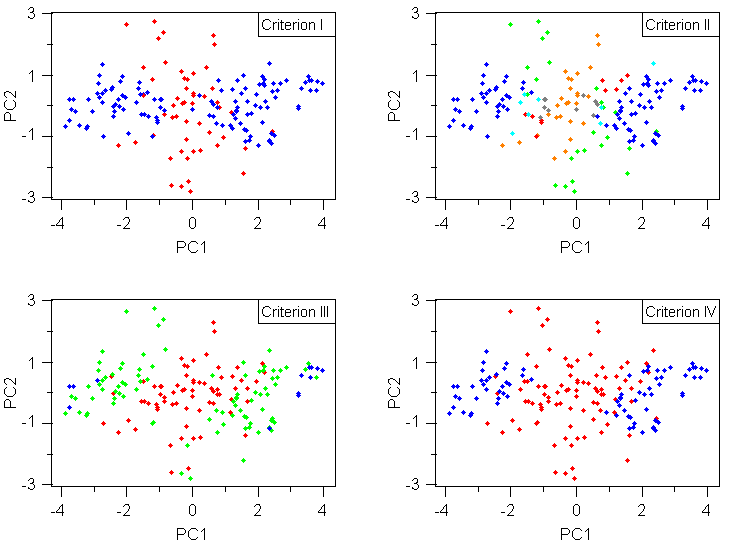 Criterion I
3
1
-1
-3
PC2
-4 -2 0 2 4
PC1
Criterion II
3
1
-1
-3
PC2
-4 -2 0 2 4
PC1
Criterion III
3
1
-1
-3
PC2
-4 -2 0 2 4
PC1
Criterion IV
3
1
-1
-3
PC2
-4 -2 0 2 4
PC1